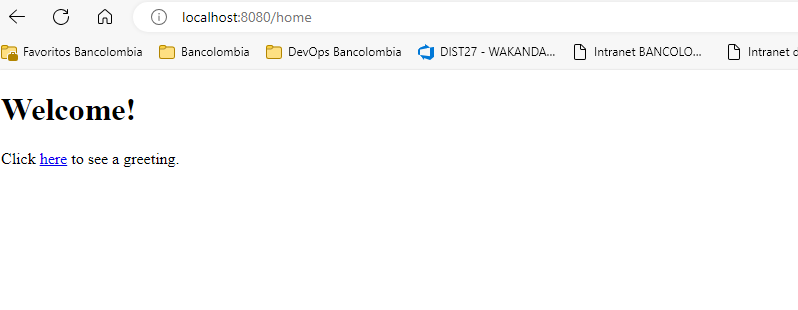 localhost:8080/home
Favoritos Bancolombia Bancolombia DevOps Bancolombia DIST27 - WAKANDA... Intranet BANCOLO... Intranet d
Welcome!
Click here to see a greeting.